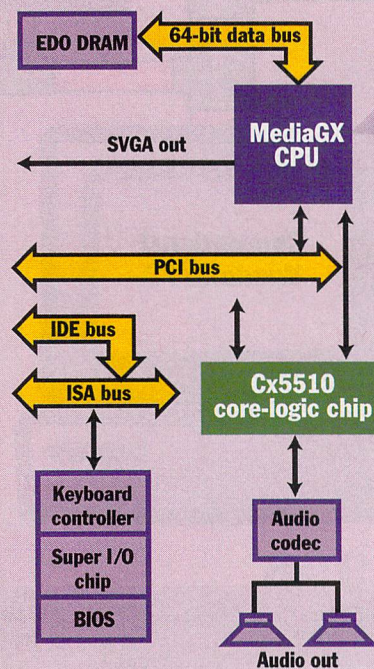 EDO DRAM
64-bit data bus
MediaGX
CPU
SVGA out
PCI bus
IDE bus
ISA bus
Cx5510
core-logic chip
Keyboard
controller
Super I/O
chip
BIOS
Audio
codec
Audio out